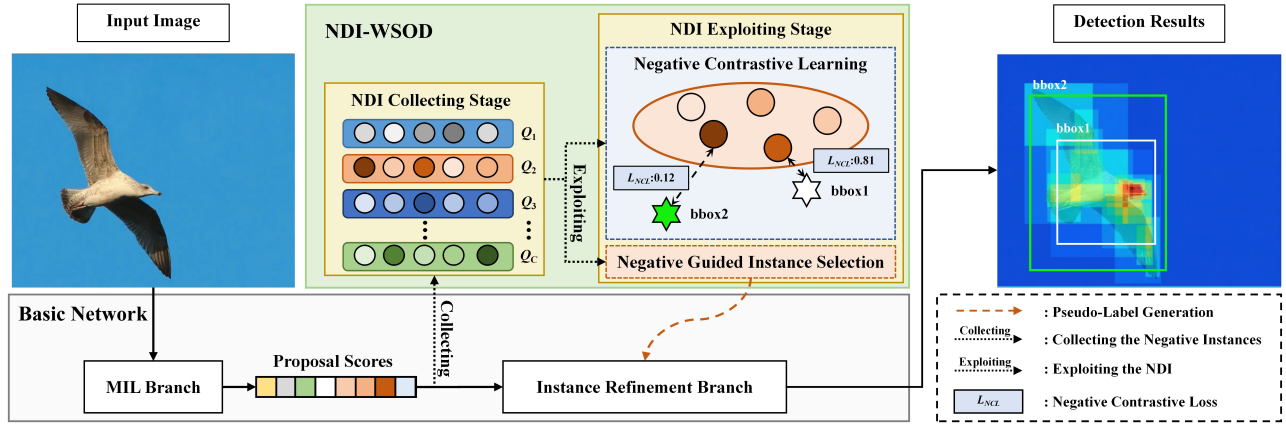 Input Image
NDI-WSOD
NDI Exploiting Stage
Detection Results
Negative Contrastive Learning
NDI Collecting Stage
Q1
Q2
Q3
QC
Exploiting
LNCL:0.12
LNCL:0.81
bbox1
bbox2
Negative Guided Instance Selection
bbox2
bbox1
Basic Network
Collecting
Proposal Scores
MIL Branch
Instance Refinement Branch
: Pseudo-Label Generation
Collecting : Collecting the Negative Instances
Exploiting : Exploiting the NDI
LNCL : Negative Contrastive Loss